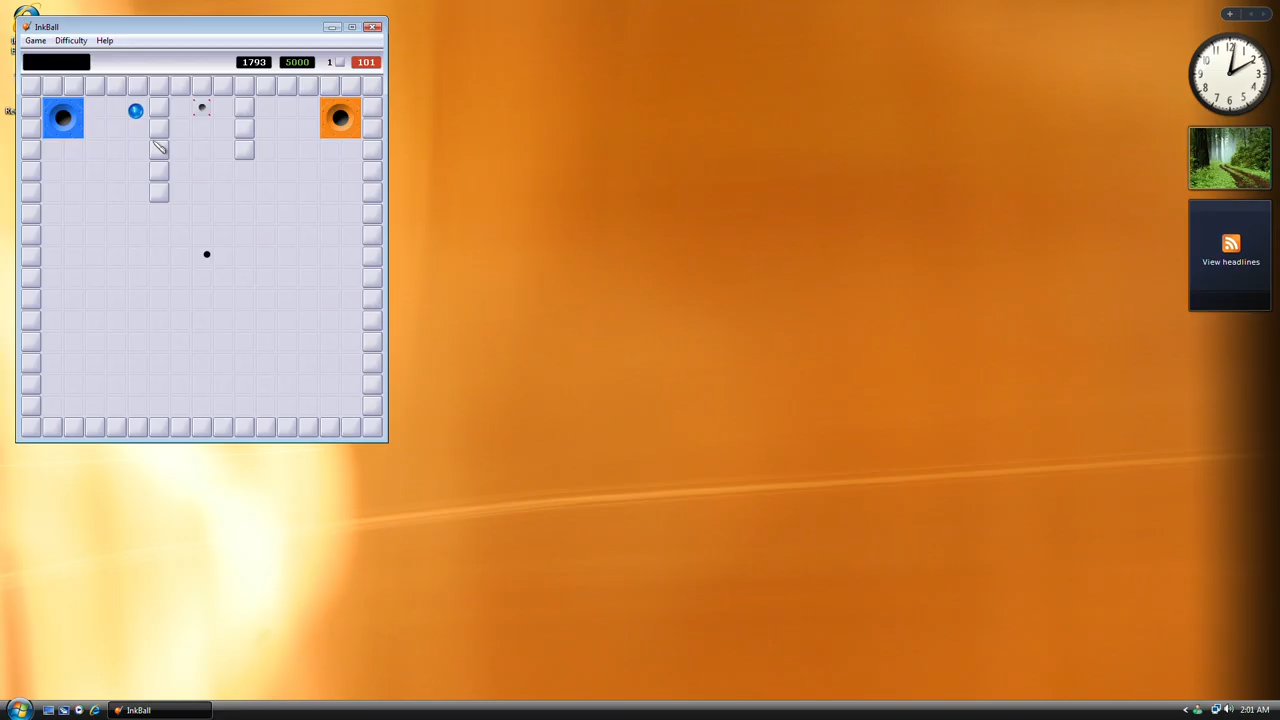 InkBall
Game Difficulty Help
1793 5000 1 101
View headlines
InkBall
2:01 AM